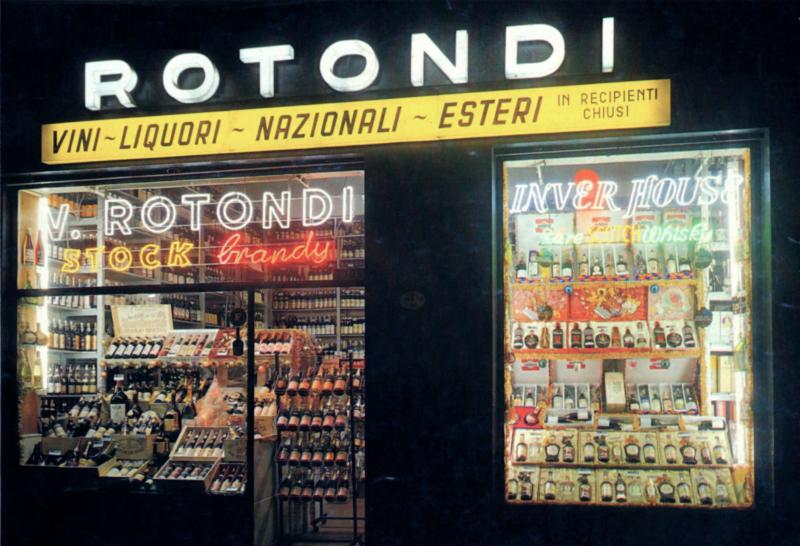 ROTONDI
VINI ~ LIQUORI ~ NAZIONALI ~ ESTERI
IN RECIPIENTI
CHIUSI
V. ROTONDI
STOCK brandy
INVER HOUSE
Rare SCOTCH Whisky